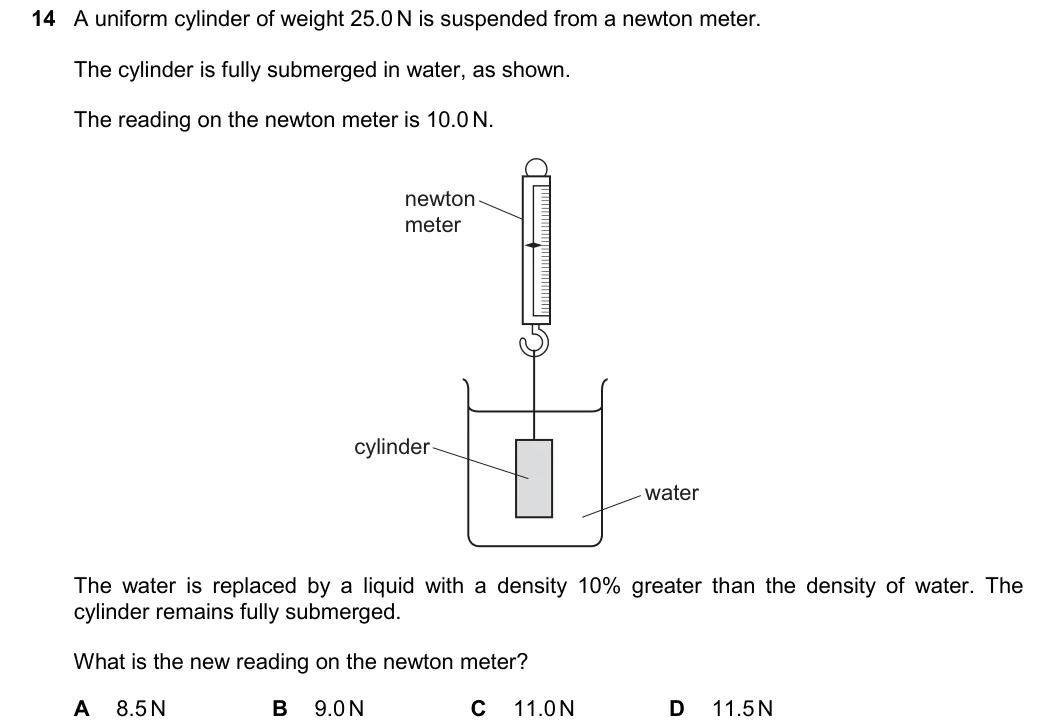 14 A uniform cylinder of weight 25.0 N is suspended from a newton meter.
The cylinder is fully submerged in water, as shown.
The reading on the newton meter is 10.0 N.
newton
meter
cylinder
water
The water is replaced by a liquid with a density 10% greater than the density of water. The
cylinder remains fully submerged.
What is the new reading on the newton meter?
A 8.5 N B 9.0 N C 11.0 N D 11.5 N